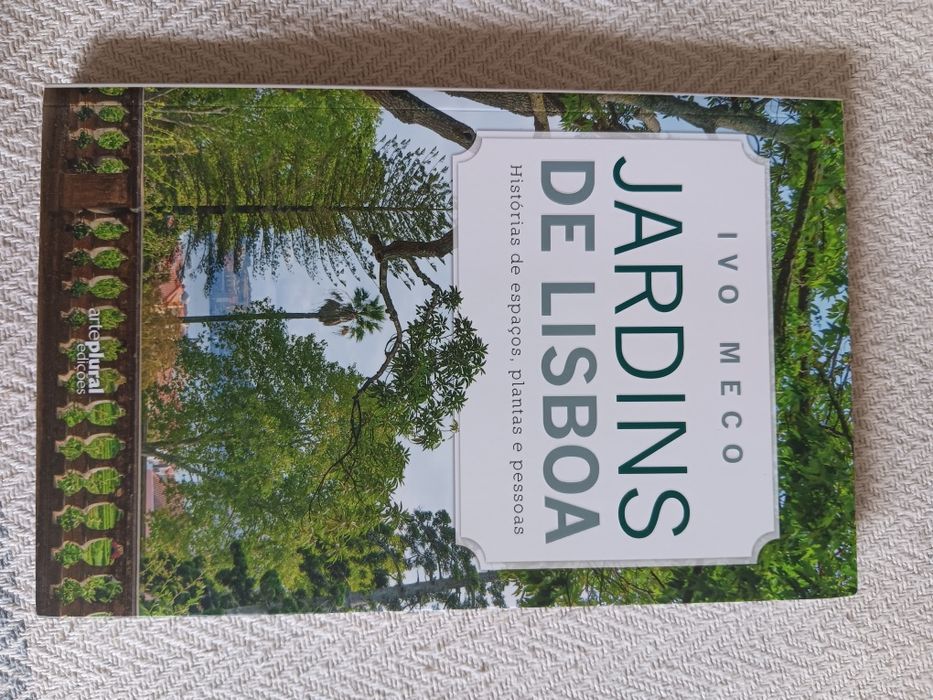 IVO MECO
JARDINS
DE LISBOA
Histórias de espaços, plantas e pessoas
arteplural
edições